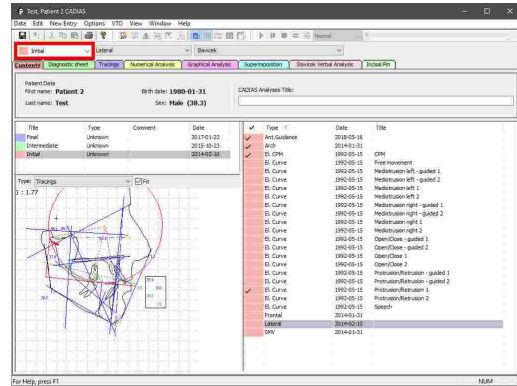 Test, Patient 2 CADIAS
Date Edit New Entry Options VTO View Window Help
Normal
Initial Lateral Slavicek
Contents Diagnostic sheet Tracings Numerical Analysis Graphical Analysis Superimposition Slavicek Verbal Analysis Incisal Pen
Patient Data
First name: Patient 2 Birth date: 1980-01-31
Last name: Test Sex: Male (38.3)
CADIAS Analyses Title:
Title Type Comment Date
Final Unknown 2017-01-23
Intermediate Unknown 2015-10-23
Initial Unknown 2014-02-10
Type: Tracings Fit
1 : 1.77
Type Date Title
Ant.Guidance 2018-05-16
Arch 2014-01-31
El. CPM 1992-05-15 CPM
El. Curve 1992-05-15 Free movement
El. Curve 1992-05-15 Mediotrusion left - guided 1
El. Curve 1992-05-15 Mediotrusion left - guided 2
El. Curve 1992-05-15 Mediotrusion left 1
El. Curve 1992-05-15 Mediotrusion left 2
El. Curve 1992-05-15 Mediotrusion right - guided 1
El. Curve 1992-05-15 Mediotrusion right - guided 2
El. Curve 1992-05-15 Mediotrusion right 1
El. Curve 1992-05-15 Mediotrusion right 2
El. Curve 1992-05-15 Open/Close - guided 1
El. Curve 1992-05-15 Open/Close - guided 2
El. Curve 1992-05-15 Open/Close 1
El. Curve 1992-05-15 Open/Close 2
El. Curve 1992-05-15 Protrusion/Retrusion - guided 1
El. Curve 1992-05-15 Protrusion/Retrusion - guided 2
El. Curve 1992-05-15 Protrusion/Retrusion 1
El. Curve 1992-05-15 Protrusion/Retrusion 2
El. Curve 1992-05-15 Speech
Frontal 2014-01-31
Lateral 2014-02-10
SMV 2014-01-31
For Help, press F1
NUM